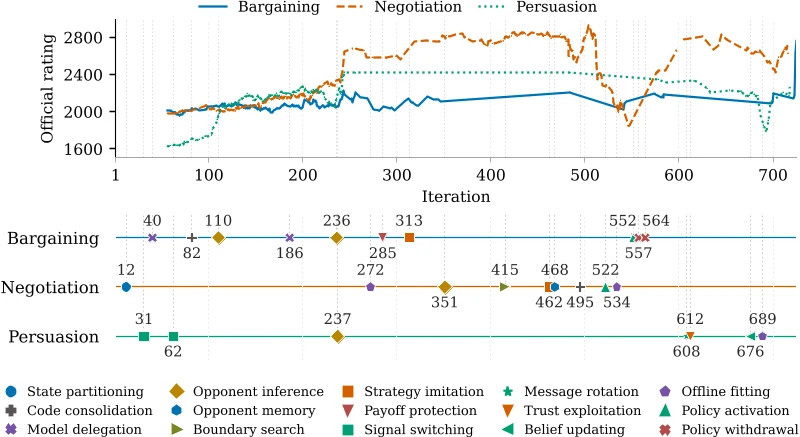 Bargaining Negotiation Persuasion
2800
2400
2000
1600
Official rating
1 100 200 300 400 500 600 700
Iteration
Bargaining
40 110 236 313 552 564
82 186 285 557
Negotiation
12 272 415 468 522
351 462 495 534
Persuasion
31 237 612 689
62 608 676
State partitioning Opponent inference Strategy imitation Message rotation Offline fitting
Code consolidation Opponent memory Payoff protection Trust exploitation Policy activation
Model delegation Boundary search Signal switching Belief updating Policy withdrawal